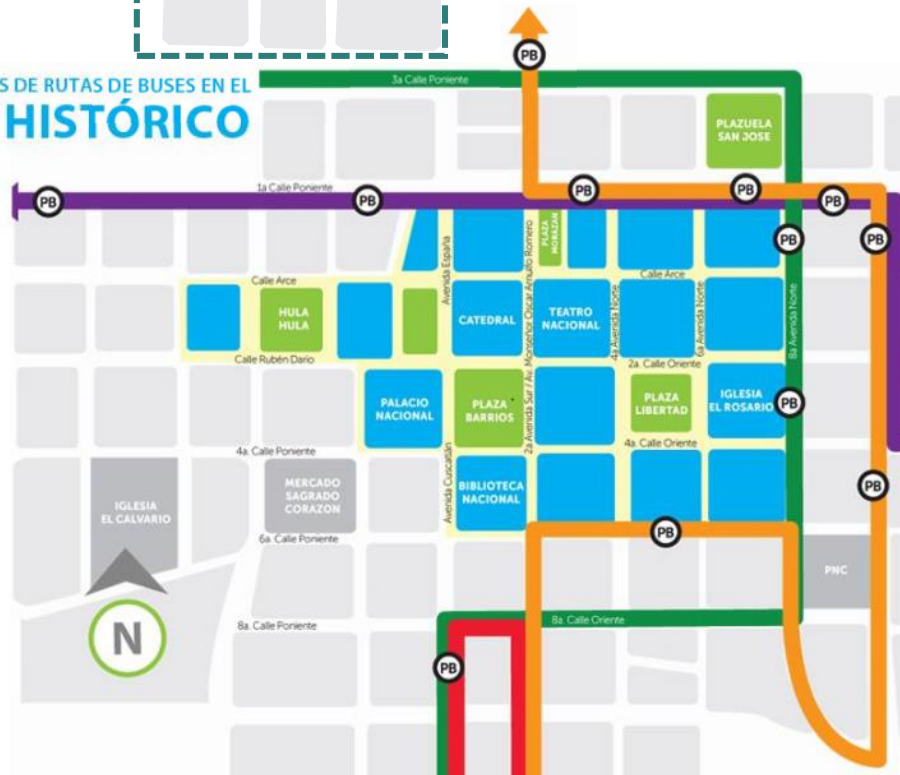 PB
3a Calle Poniente
S DE RUTAS DE BUSES EN EL
HISTÓRICO
PLAZUELA
SAN JOSE
1a Calle Poniente
PB
PB
PB
PB
PB
PLAZA
MORAZAN
Avenida España
2a Avenida Sur / Av. Monseñor Oscar Arnulfo Romero
PB
PB
Calle Arce
Calle Arce
HULA
HULA
CATEDRAL
TEATRO
NACIONAL
4a Avenida Norte
6a Avenida Norte
8a Avenida Norte
Calle Rubén Dario
2a. Calle Oriente
PALACIO
NACIONAL
PLAZA
BARRIOS
PLAZA
LIBERTAD
IGLESIA
EL ROSARIO
PB
4a. Calle Poniente
4a. Calle Oriente
Avenida Cuscatlán
IGLESIA
EL CALVARIO
MERCADO
SAGRADO
CORAZON
BIBLIOTECA
NACIONAL
PB
6a. Calle Poniente
PB
PNC
N
8a. Calle Poniente
8a. Calle Oriente
PB